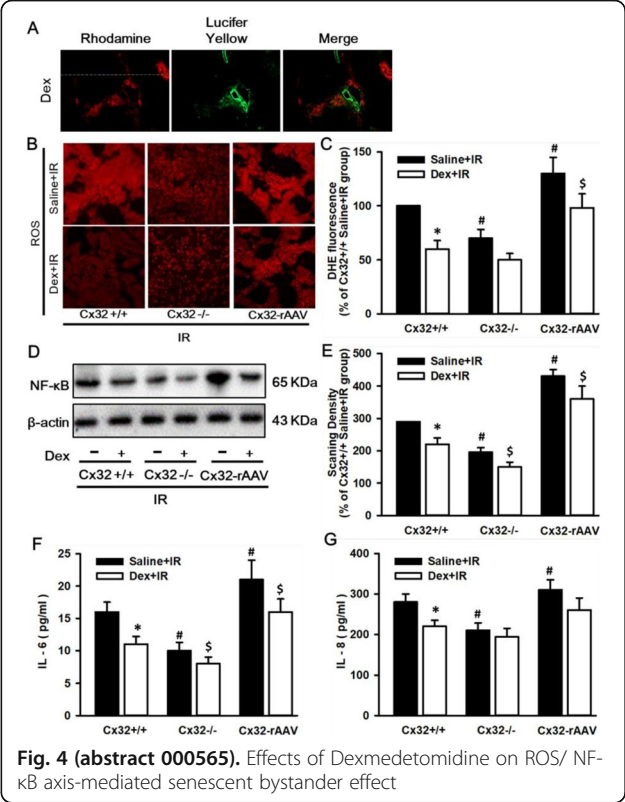 A
Rhodamine
Lucifer
Yellow
Merge
Dex
B
ROS
Saline+IR
Dex+IR
Cx32 +/+
Cx32 -/-
Cx32-rAAV
IR
C
Saline+IR
Dex+IR
DHE fluorescence
(% of Cx32+/+ Saline+IR group)
150
100
50
0
*
#
#
$
Cx32+/+
Cx32-/-
Cx32-rAAV
D
NF-κB
65 KDa
β-actin
43 KDa
Dex
− + − + − +
Cx32 +/+
Cx32 -/-
Cx32-rAAV
IR
E
Saline+IR
Dex+IR
Scaning Density
(% of Cx32+/+ Saline+IR group)
500
400
300
200
100
0
*
#
$
#
$
Cx32+/+
Cx32-/-
Cx32-rAAV
F
Saline+IR
Dex+IR
IL - 6 ( pg/ml )
25
20
15
10
5
0
*
#
$
#
$
Cx32+/+
Cx32-/-
Cx32-rAAV
G
Saline+IR
Dex+IR
IL - 8 ( pg/ml )
400
300
200
100
0
*
#
#
Cx32+/+
Cx32-/-
Cx32-rAAV
Fig. 4 (abstract 000565). Effects of Dexmedetomidine on ROS/ NF-
κB axis-mediated senescent bystander effect